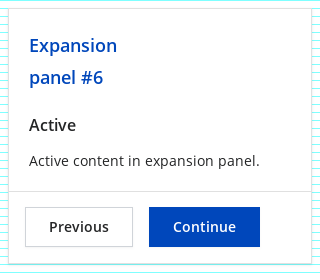 Expansion
panel #6
Active
Active content in expansion panel.
Previous
Continue